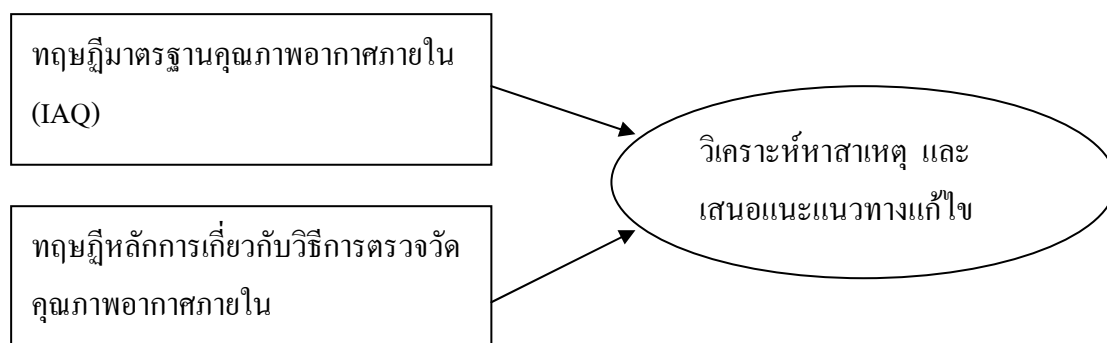 ทฤษฎีมาตรฐานคุณภาพอากาศภายใน
(IAQ)
ทฤษฎีหลักการเกี่ยวกับวิธีการตรวจวัด
คุณภาพอากาศภายใน
วิเคราะห์หาสาเหตุ และ
เสนอแนะแนวทางแก้ไข